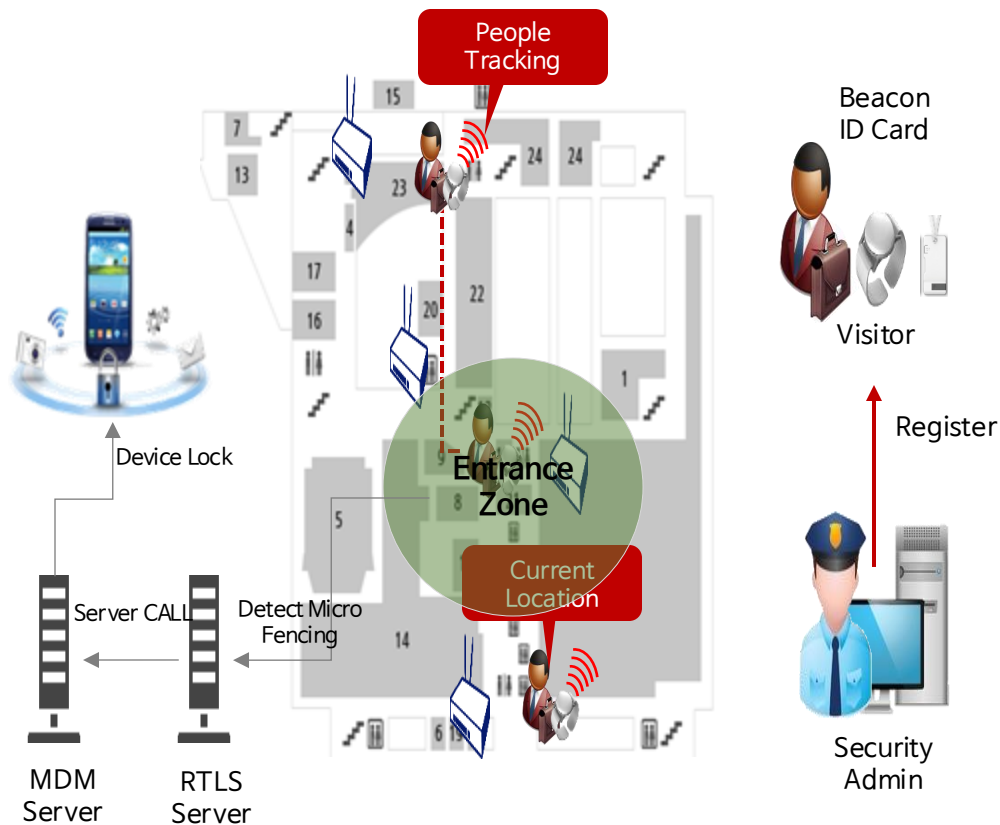 People
Tracking
Beacon
ID Card
15
7
13
23
24
24
4
17
16
20
22
1
Visitor
Register
Device Lock
9
Entrance
Zone
8
5
Current
Location
Server CALL
Detect Micro
Fencing
14
6
MDM
Server
RTLS
Server
Security
Admin